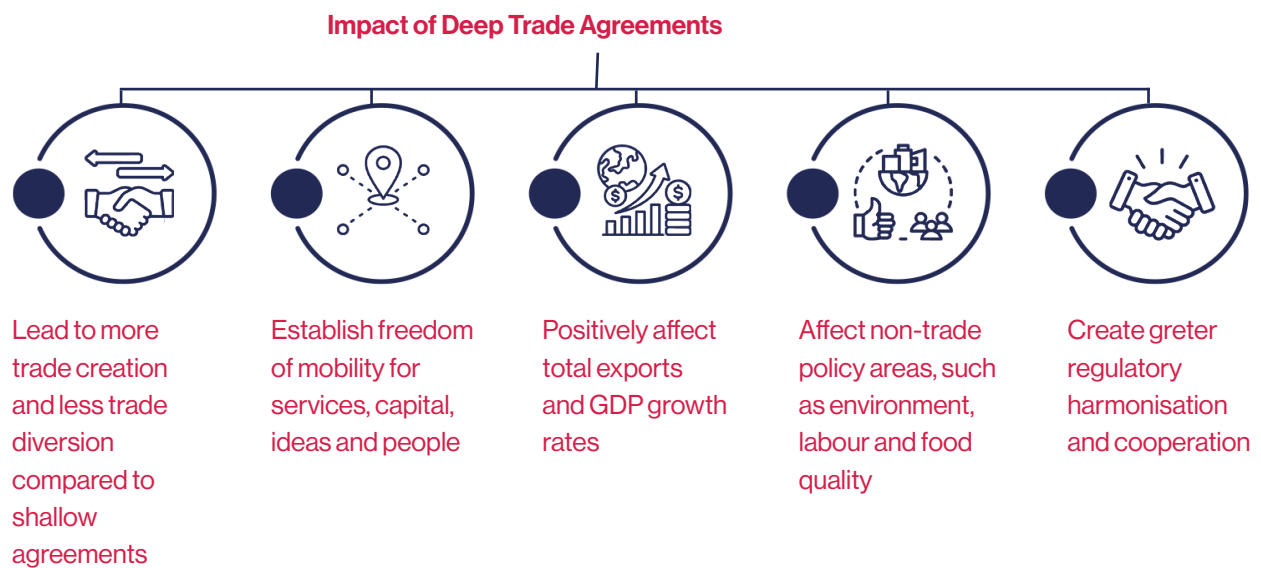 Impact of Deep Trade Agreements
Lead to more
trade creation
and less trade
diversion
compared to
shallow
agreements
Establish freedom
of mobility for
services, capital,
ideas and people
Positively affect
total exports
and GDP growth
rates
Affect non-trade
policy areas, such
as environment,
labour and food
quality
Create greter
regulatory
harmonisation
and cooperation